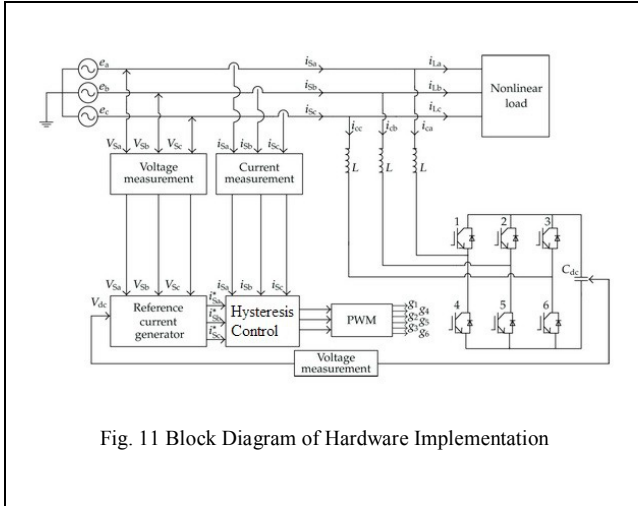 e_a
i_Sa
i_La
e_b
i_Sb
i_Lb
e_c
i_Sc
i_Lc
Nonlinear
load
i_cc
i_cb
i_ca
V_Sa
V_Sb
V_Sc
i_Sa
i_Sb
i_Sc
Voltage
measurement
Current
measurement
L
L
L
1
2
3
C_dc
V_Sa
V_Sb
V_Sc
i_Sa
i_Sb
i_Sc
V_dc
Reference
current
generator
i*_Sa
i*_Sb
i*_Sc
Hysteresis
Control
PWM
g_1
g_4
g_2
g_5
g_3
g_6
4
5
6
Voltage
measurement
Fig. 11 Block Diagram of Hardware Implementation